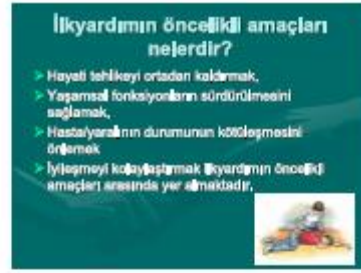 İlkyardımın öncelikli amaçları
nelerdir?
Hayati tehlikeyi ortadan kaldırmak,
Yaşamsal fonksiyonların sürdürülmesini
sağlamak,
Hasta/yaralının durumunun kötüleşmesini
önlemek
İyileşmeyi kolaylaştırmak ilkyardımın öncelikli
amaçları arasında yer almaktadır.